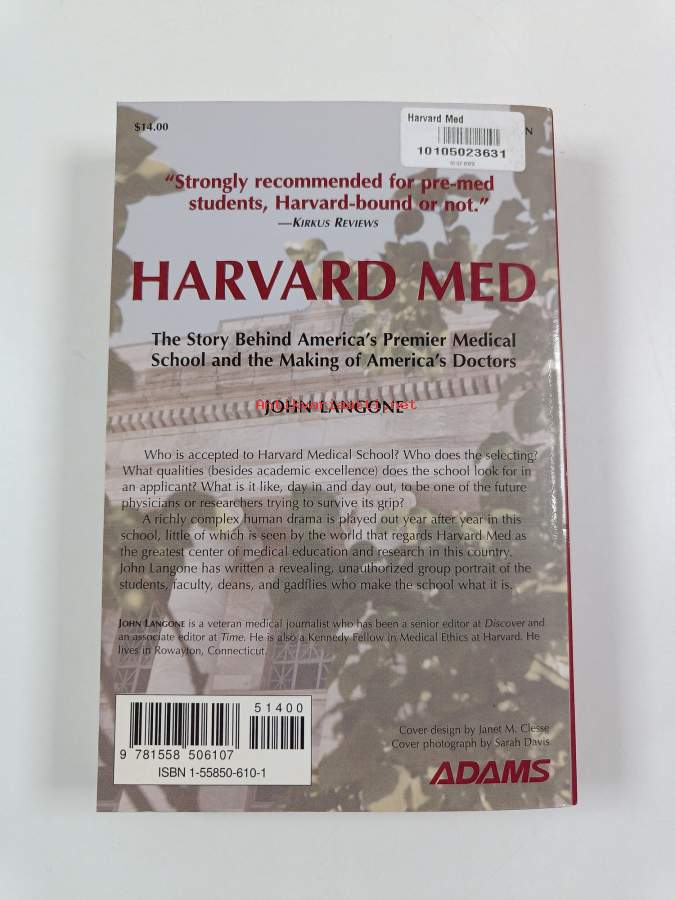 $14.00
Harvard Med
10105023631
N
“Strongly recommended for pre-med
students, Harvard-bound or not.”
—KIRKUS REVIEWS
HARVARD MED
The Story Behind America’s Premier Medical
School and the Making of America’s Doctors
JOHN LANGONE
Who is accepted to Harvard Medical School? Who does the selecting?
What qualities (besides academic excellence) does the school look for in
an applicant? What is it like, day in and day out, to be one of the future
physicians or researchers trying to survive its grip?
A richly complex human drama is played out year after year in this
school, little of which is seen by the world that regards Harvard Med as
the greatest center of medical education and research in this country.
John Langone has written a revealing, unauthorized group portrait of the
students, faculty, deans, and gadflies who make the school what it is.
JOHN LANGONE is a veteran medical journalist who has been a senior editor at Discover and
an associate editor at Time. He is also a Kennedy Fellow in Medical Ethics at Harvard. He
lives in Rowayton, Connecticut.
51400
9 781558 506107
ISBN 1-55850-610-1
Cover design by Janet M. Clesse
Cover photograph by Sarah Davis
ADAMS